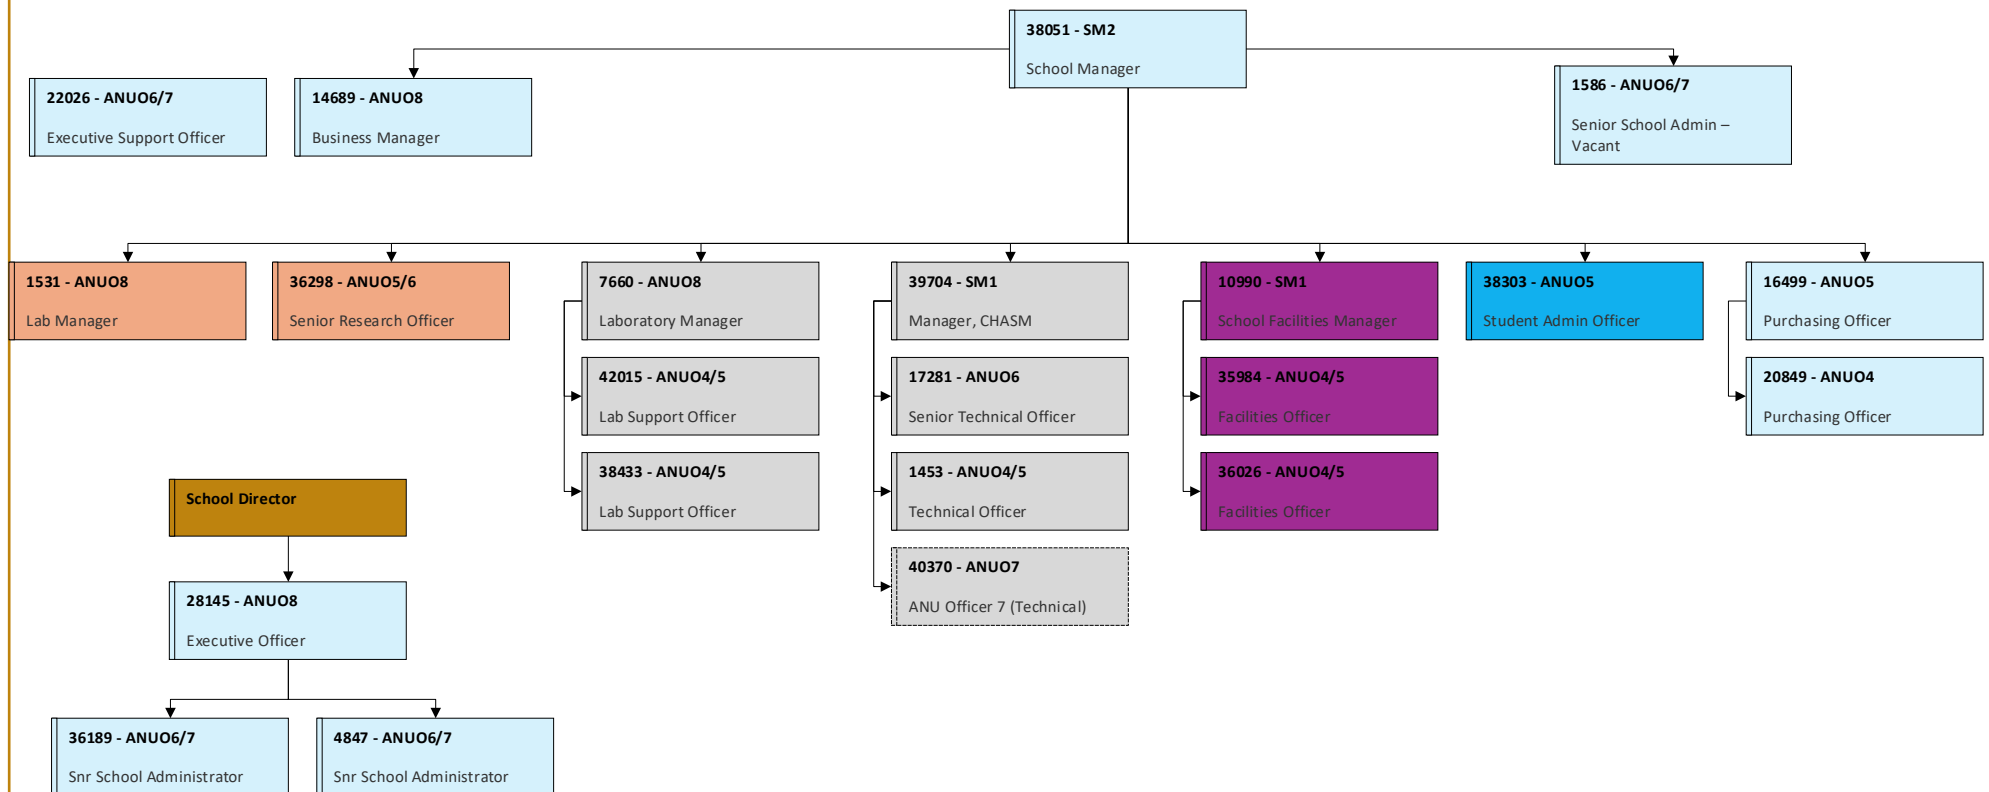 38051 - SM2
School Manager
22026 - ANUO6/7
Executive Support Officer
14689 - ANUO8
Business Manager
1586 - ANUO6/7
Senior School Admin –
Vacant
1531 - ANUO8
Lab Manager
36298 - ANUO5/6
Senior Research Officer
7660 - ANUO8
Laboratory Manager
39704 - SM1
Manager, CHASM
10990 - SM1
School Facilities Manager
38303 - ANUO5
Student Admin Officer
16499 - ANUO5
Purchasing Officer
42015 - ANUO4/5
Lab Support Officer
17281 - ANUO6
Senior Technical Officer
35984 - ANUO4/5
Facilities Officer
20849 - ANUO4
Purchasing Officer
38433 - ANUO4/5
Lab Support Officer
1453 - ANUO4/5
Technical Officer
36026 - ANUO4/5
Facilities Officer
40370 - ANUO7
ANU Officer 7 (Technical)
School Director
28145 - ANUO8
Executive Officer
36189 - ANUO6/7
Snr School Administrator
4847 - ANUO6/7
Snr School Administrator